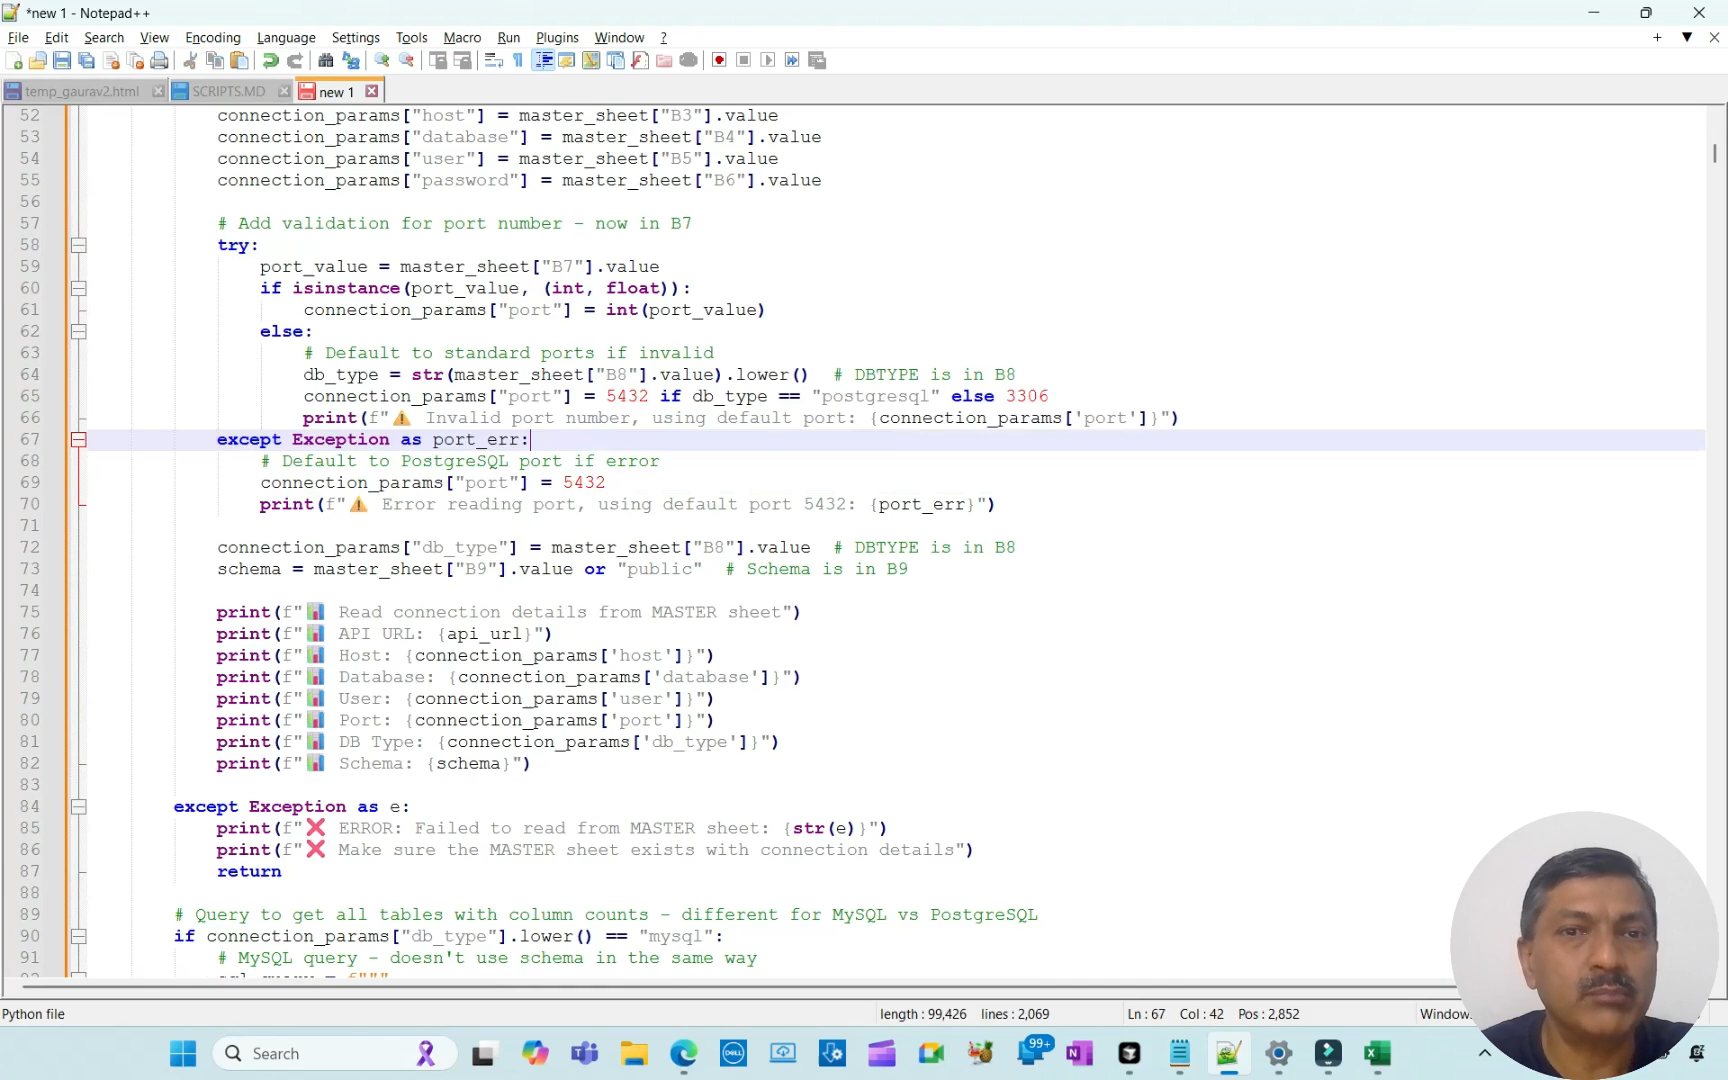 *new 1 - Notepad++
File Edit Search View Encoding Language Settings Tools Macro Run Plugins Window ?
temp_gaurav2.html SCRIPTS.MD new 1
52 connection_params["host"] = master_sheet["B3"].value
53 connection_params["database"] = master_sheet["B4"].value
54 connection_params["user"] = master_sheet["B5"].value
55 connection_params["password"] = master_sheet["B6"].value
56
57 # Add validation for port number - now in B7
58 try:
59 port_value = master_sheet["B7"].value
60 if isinstance(port_value, (int, float)):
61 connection_params["port"] = int(port_value)
62 else:
63 # Default to standard ports if invalid
64 db_type = str(master_sheet["B8"].value).lower() # DBTYPE is in B8
65 connection_params["port"] = 5432 if db_type == "postgresql" else 3306
66 print(f"⚠️ Invalid port number, using default port: {connection_params['port']}")
67 except Exception as port_err:
68 # Default to PostgreSQL port if error
69 connection_params["port"] = 5432
70 print(f"⚠️ Error reading port, using default port 5432: {port_err}")
71
72 connection_params["db_type"] = master_sheet["B8"].value # DBTYPE is in B8
73 schema = master_sheet["B9"].value or "public" # Schema is in B9
74
75 print(f"📊 Read connection details from MASTER sheet")
76 print(f"📊 API URL: {api_url}")
77 print(f"📊 Host: {connection_params['host']}")
78 print(f"📊 Database: {connection_params['database']}")
79 print(f"📊 User: {connection_params['user']}")
80 print(f"📊 Port: {connection_params['port']}")
81 print(f"📊 DB Type: {connection_params['db_type']}")
82 print(f"📊 Schema: {schema}")
83
84 except Exception as e:
85 print(f"❌ ERROR: Failed to read from MASTER sheet: {str(e)}")
86 print(f"❌ Make sure the MASTER sheet exists with connection details")
87 return
88
89 # Query to get all tables with column counts - different for MySQL vs PostgreSQL
90 if connection_params["db_type"].lower() == "mysql":
91 # MySQL query - doesn't use schema in the same way
Python file length : 99,426 lines : 2,069 Ln : 67 Col : 42 Pos : 2,852 Window
Search 99+